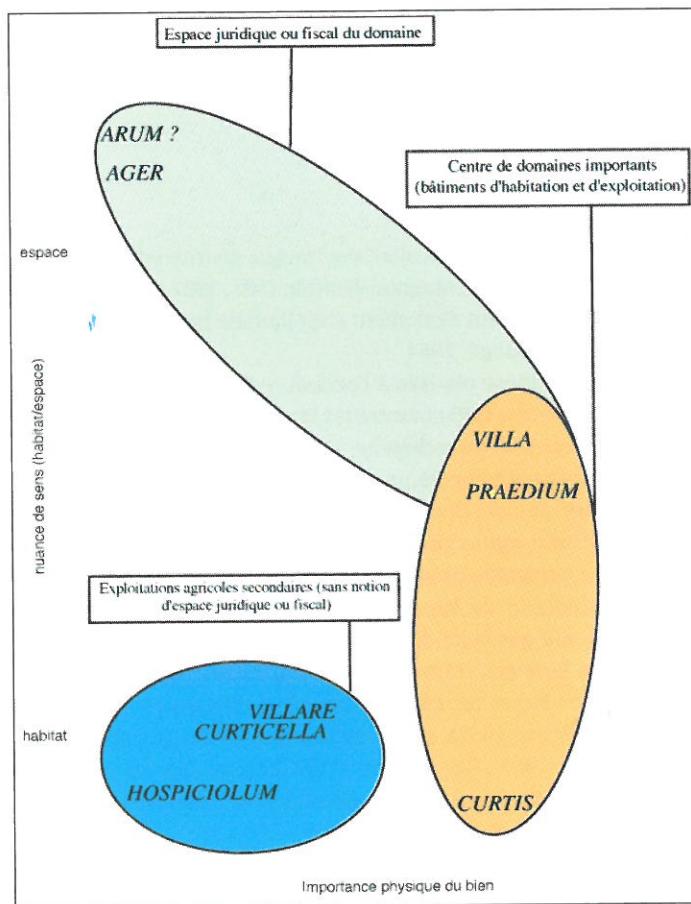 Espace juridique ou fiscal du domaine
ARUM ?
AGER
Centre de domaines importants
(bâtiments d'habitation et d'exploitation)
espace
nuance de sens (habitat/espace)
VILLA
PRAEDIUM
Exploitations agricoles secondaires (sans notion
d'espace juridique ou fiscal)
habitat
VILLARE
CURTICELLA
HOSPICIOLUM
CURTIS
Importance physique du bien